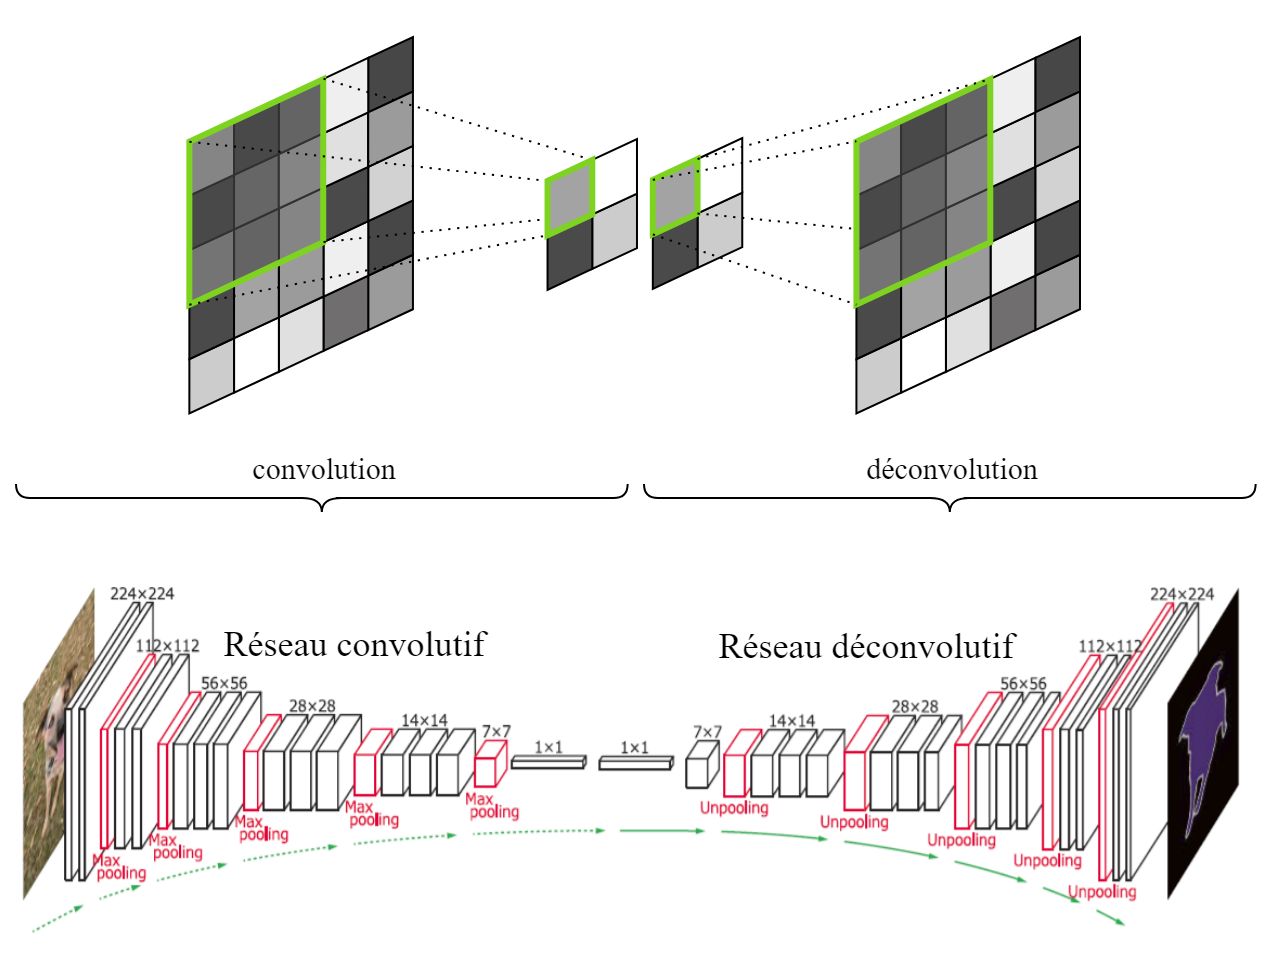 convolution
déconvolution
Réseau convolutif
Réseau déconvolutif
224×224
112×112
56×56
28×28
14×14
7×7
1×1
1×1
7×7
14×14
28×28
56×56
112×112
224×224
Max
pooling
Max
pooling
Max
pooling
Max
pooling
Max
pooling
Unpooling
Unpooling
Unpooling
Unpooling
Unpooling